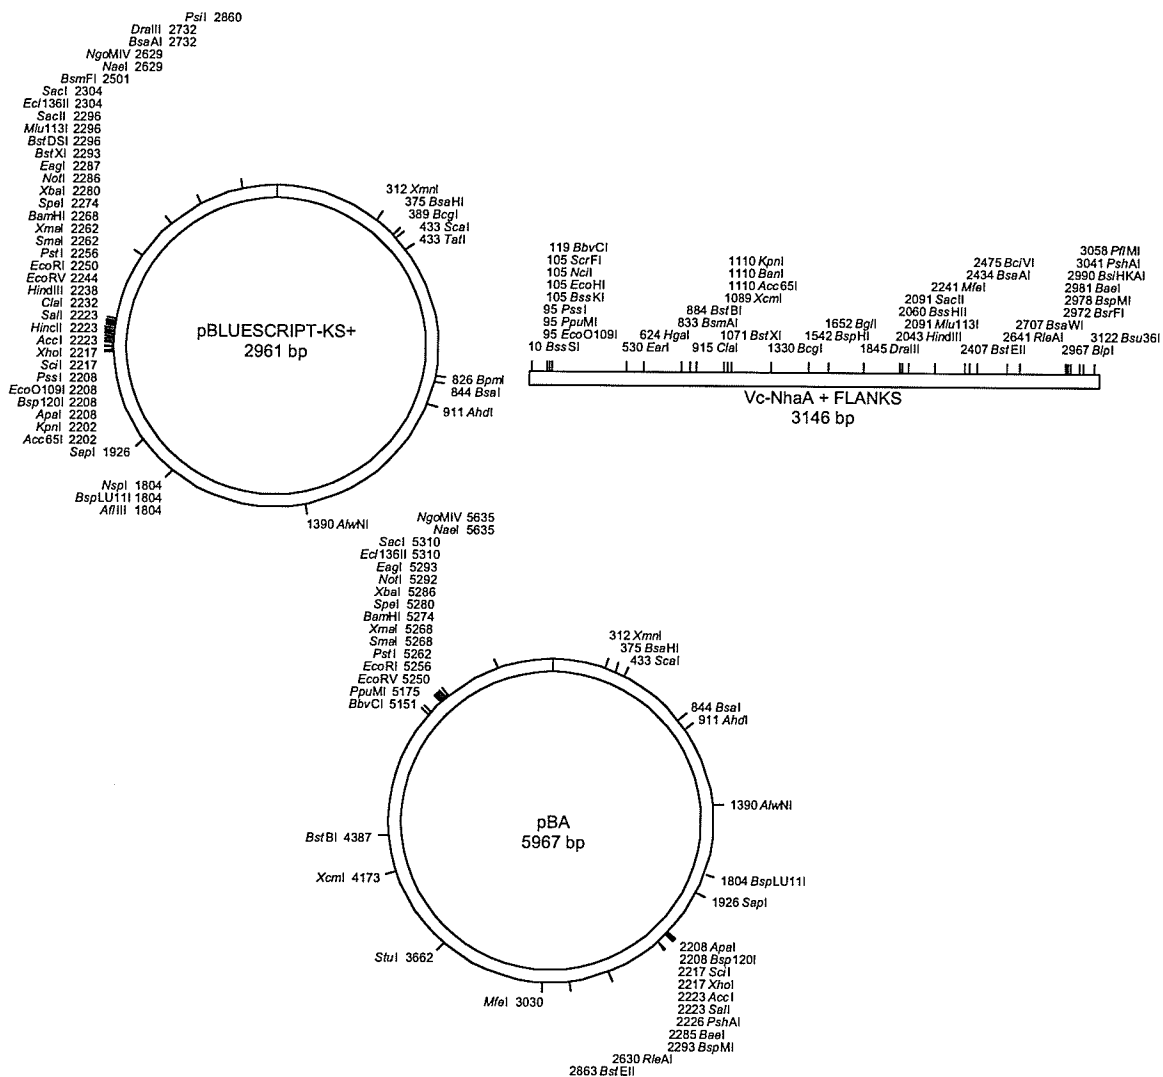 PsiI 2860
DraIII 2732
BsaAI 2732
NgoMIV 2629
NaeI 2629
BsmFI 2501
SacI 2304
Ecl136II 2304
SacII 2296
Mlu113I 2296
BstDSI 2296
BstXI 2293
EagI 2287
NotI 2286
XbaI 2280
SpeI 2274
BamHI 2268
XmaI 2262
SmaI 2262
PstI 2256
EcoRI 2250
EcoRV 2244
HindIII 2238
ClaI 2232
SalI 2223
HincII 2223
AccI 2223
XhoI 2217
SciI 2217
PssI 2208
EcoO109I 2208
Bsp120I 2208
ApaI 2208
KpnI 2202
Acc65I 2202
SapI 1926
NspI 1804
BspLU11I 1804
AflIII 1804
312 XmnI
375 BsaHI
389 BcgI
433 ScaI
433 TatI
pBLUESCRIPT-KS+
2961 bp
826 BpmI
844 BsaI
911 AhdI
1390 AlwNI
119 BbvCI
105 ScrFI
105 NciI
105 EcoHI
105 BssKI
95 PssI
95 PpuMI
95 EcoO109I
10 BssSI
530 EarI
624 HgaI
833 BsmAI
884 BstBI
915 ClaI
1110 KpnI
1110 BanI
1110 Acc65I
1089 XcmI
1071 BstXI
1330 BcgI
1542 BspHI
1652 BglI
1845 DraIII
2241 MfeI
2091 SacII
2060 BssHII
2091 Mlu113I
2043 HindIII
2475 BciVI
2434 BsaAI
2407 BstEII
2707 BsaWI
2641 RleAI
3058 PflMI
3041 PshAI
2990 BsiHKAI
2981 BaeI
2978 BspMI
2972 BsrFI
3122 Bsu36I
2967 BlpI
Vc-NhaA + FLANKS
3146 bp
NgoMIV 5635
NaeI 5635
SacI 5310
Ecl136II 5310
EagI 5293
NotI 5292
XbaI 5286
SpeI 5280
BamHI 5274
XmaI 5268
SmaI 5268
PstI 5262
EcoRI 5256
EcoRV 5250
PpuMI 5175
BbvCI 5151
312 XmnI
375 BsaHI
433 ScaI
844 BsaI
911 AhdI
1390 AlwNI
pBA
5967 bp
BstBI 4387
XcmI 4173
StuI 3662
MfeI 3030
1804 BspLU11I
1926 SapI
2208 ApaI
2208 Bsp120I
2217 SciI
2217 XhoI
2223 AccI
2223 SalI
2226 PshAI
2285 BaeI
2293 BspMI
2630 RleAI
2863 BstEII